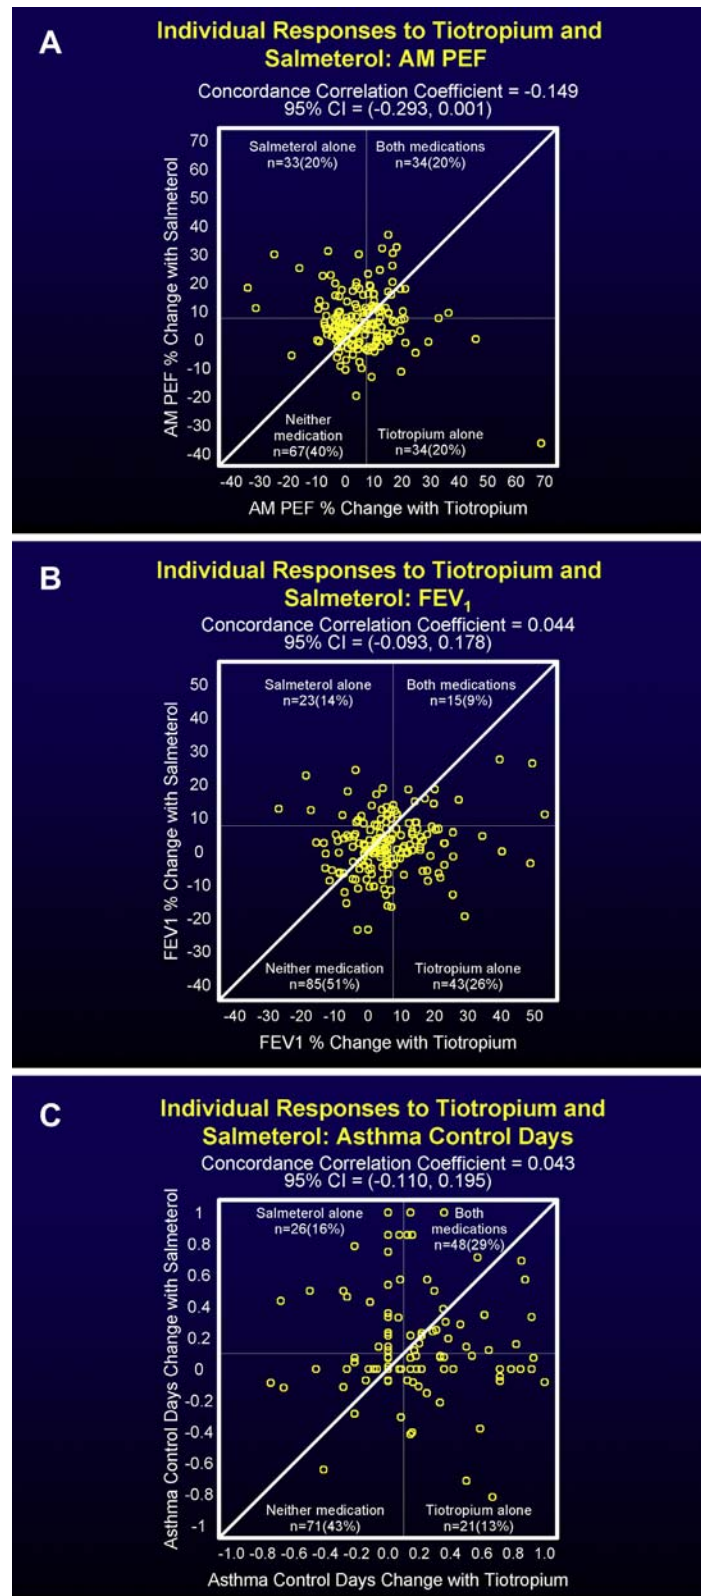 A
Individual Responses to Tiotropium and
Salmeterol: AM PEF
Concordance Correlation Coefficient = -0.149
95% CI = (-0.293, 0.001)
AM PEF % Change with Salmeterol
70
60
50
40
30
20
10
0
-10
-20
-30
-40
Salmeterol alone
n=33(20%)
Both medications
n=34(20%)
Neither
medication
n=67(40%)
Tiotropium alone
n=34(20%)
-40 -30 -20 -10 0 10 20 30 40 50 60 70
AM PEF % Change with Tiotropium
B
Individual Responses to Tiotropium and
Salmeterol: FEV₁
Concordance Correlation Coefficient = 0.044
95% CI = (-0.093, 0.178)
FEV1 % Change with Salmeterol
50
40
30
20
10
0
-10
-20
-30
-40
Salmeterol alone
n=23(14%)
Both medications
n=15(9%)
Neither medication
n=85(51%)
Tiotropium alone
n=43(26%)
-40 -30 -20 -10 0 10 20 30 40 50
FEV1 % Change with Tiotropium
C
Individual Responses to Tiotropium and
Salmeterol: Asthma Control Days
Concordance Correlation Coefficient = 0.043
95% CI = (-0.110, 0.195)
Asthma Control Days Change with Salmeterol
1
0.8
0.6
0.4
0.2
0
-0.2
-0.4
-0.6
-0.8
-1
Salmeterol alone
n=26(16%)
Both
medications
n=48(29%)
Neither medication
n=71(43%)
Tiotropium alone
n=21(13%)
-1.0 -0.8 -0.6 -0.4 -0.2 0.0 0.2 0.4 0.6 0.8 1.0
Asthma Control Days Change with Tiotropium